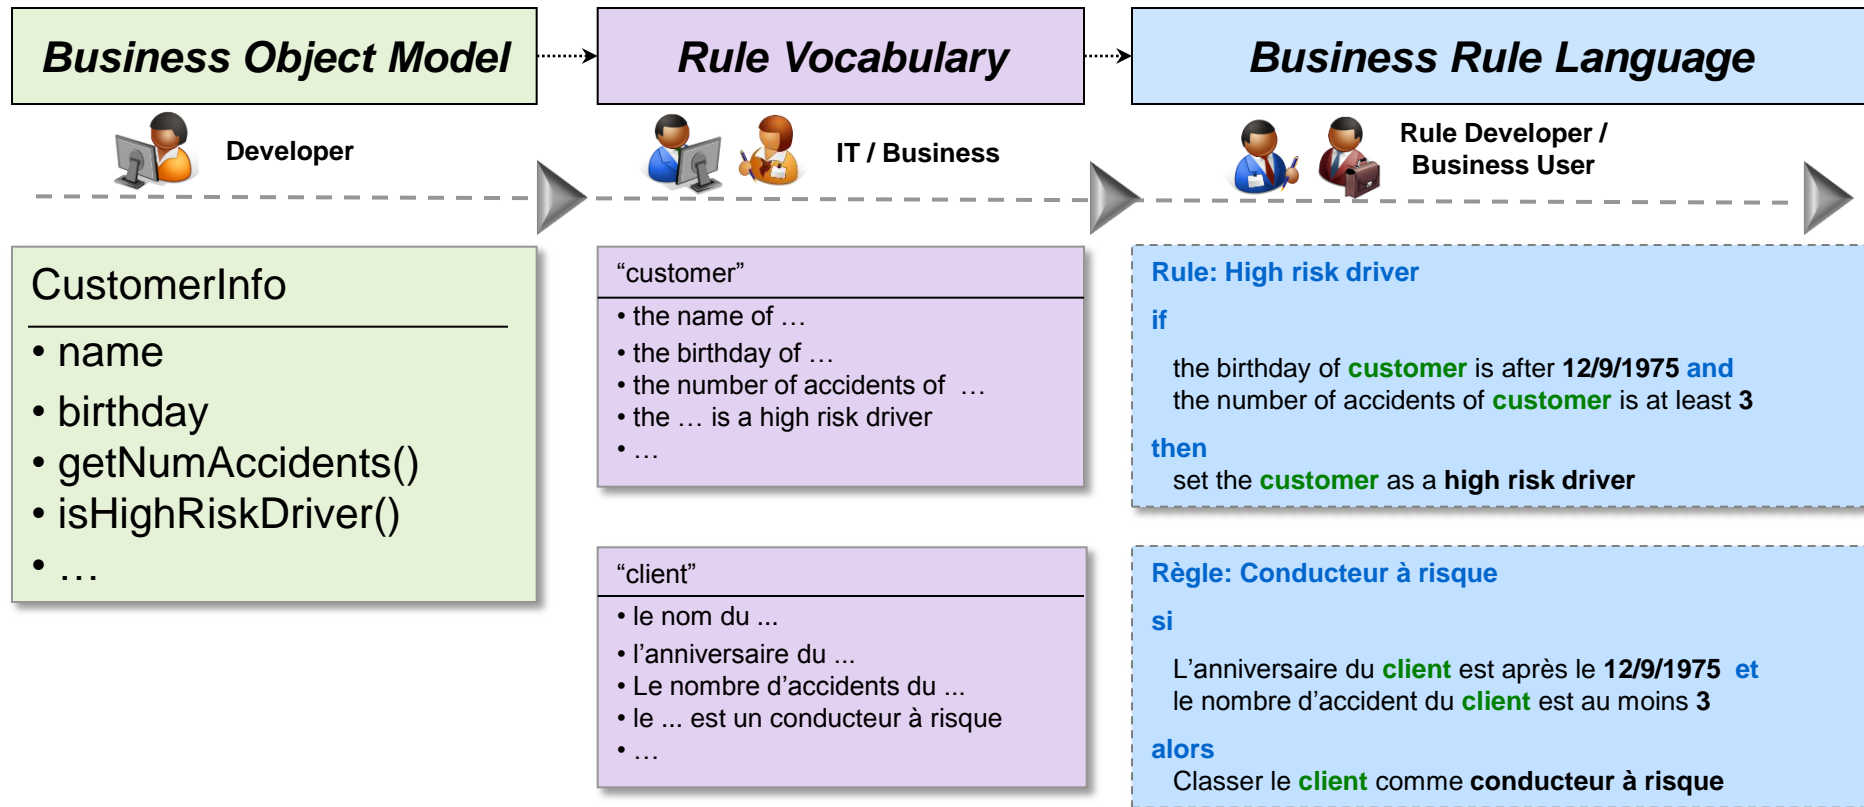 Business Object Model
Rule Vocabulary
Business Rule Language
Developer
IT / Business
Rule Developer /
Business User
CustomerInfo
• name
• birthday
• getNumAccidents()
• isHighRiskDriver()
• …
“customer”
• the name of …
• the birthday of …
• the number of accidents of …
• the … is a high risk driver
• …
“client”
• le nom du ...
• l’anniversaire du ...
• Le nombre d’accidents du ...
• le ... est un conducteur à risque
• …
Rule: High risk driver
if
the birthday of customer is after 12/9/1975 and
the number of accidents of customer is at least 3
then
set the customer as a high risk driver
Règle: Conducteur à risque
si
L’anniversaire du client est après le 12/9/1975 et
le nombre d’accident du client est au moins 3
alors
Classer le client comme conducteur à risque